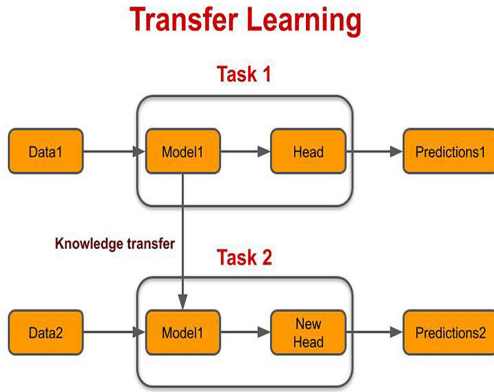 Transfer Learning
Task 1
Data1
Model1
Head
Predictions1
Knowledge transfer
Task 2
Data2
Model1
New
Head
Predictions2